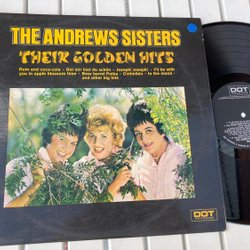 THE ANDREWS SISTERS
THEIR GOLDEN HITS
Rum and coca-cola - Bei mir bist du schön - Joseph! Joseph! - I'll be with
you in apple blossom time - Beer barrel Polka - Ciribiribin - In the mood -
and other big hits
DOT
DOT